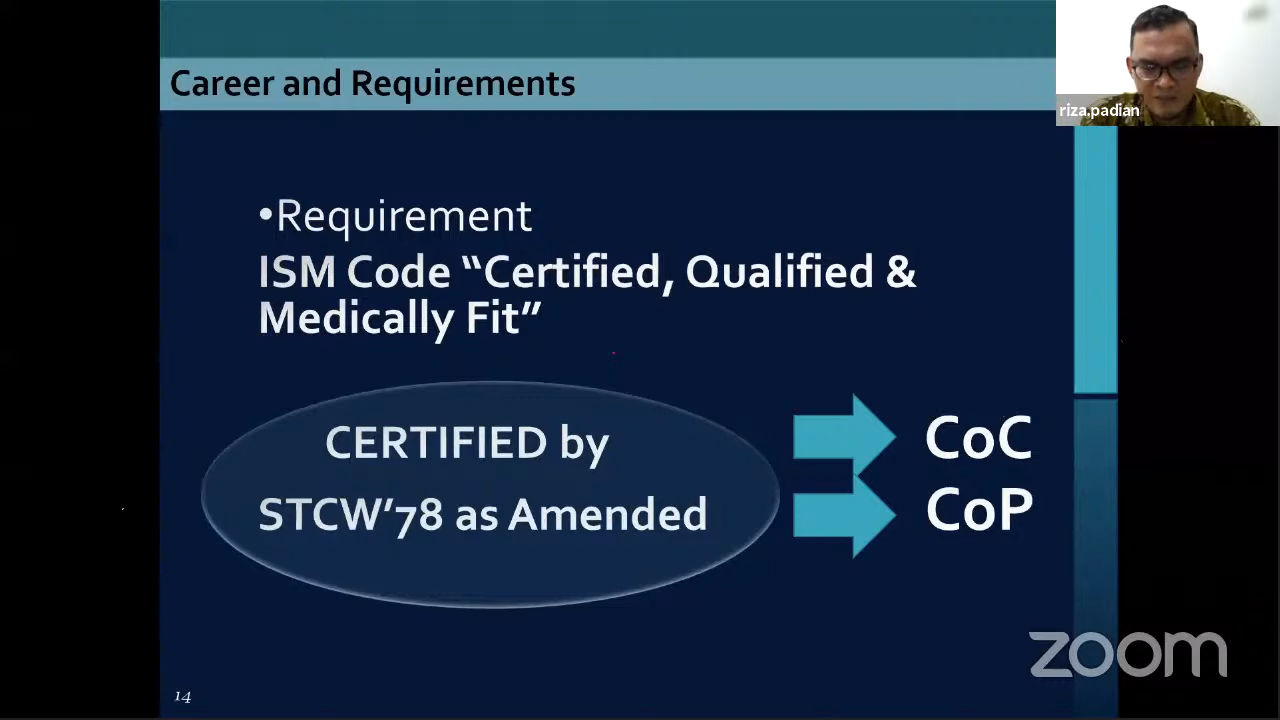 Career and Requirements
riza.padian
•Requirement
ISM Code “Certified, Qualified &
Medically Fit”
CERTIFIED by
STCW’78 as Amended
CoC
CoP
zoom
14